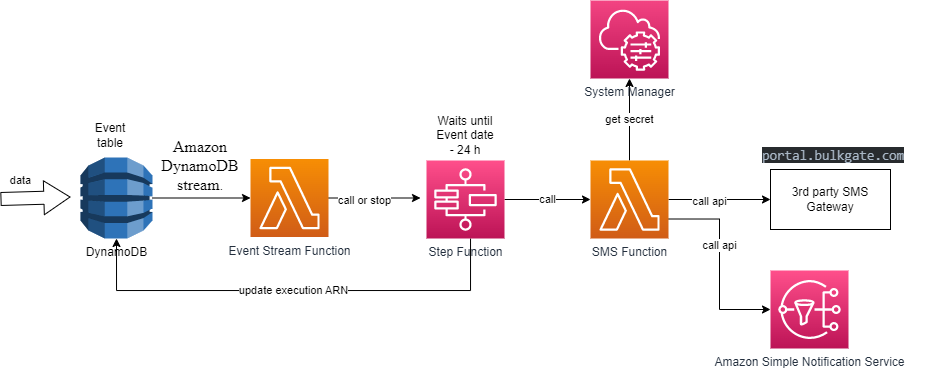 System Manager
get secret
Waits until
Event date
- 24 h
Event
table
Amazon
DynamoDB
stream.
portal.bulkgate.com
data
call or stop
call
call api
3rd party SMS
Gateway
DynamoDB
Event Stream Function
Step Function
SMS Function
call api
update execution ARN
Amazon Simple Notification Service